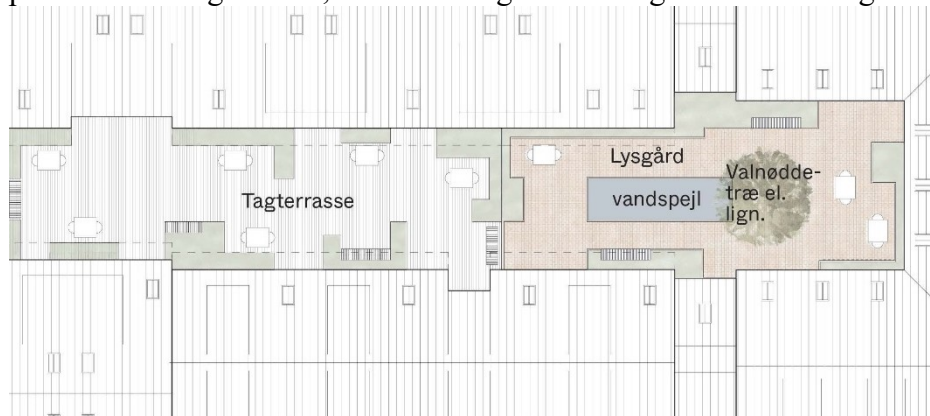 Tagterrasse
Lysgård
vandspejl
Valnødde-
træ el.
lign.